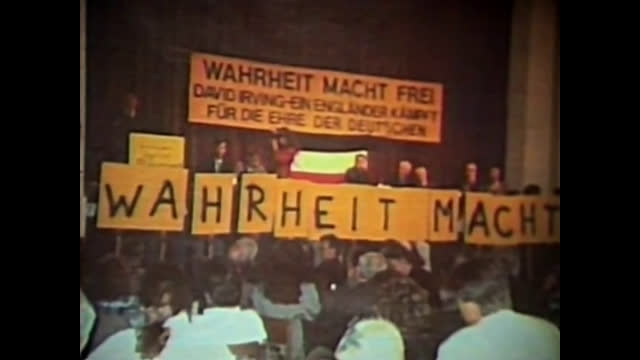 WAHRHEIT MACHT FREI
DAVID IRVING-EIN ENGLÄNDER KÄMPFT
FÜR DIE EHRE DER DEUTSCHEN
WAHRHEIT MACHT